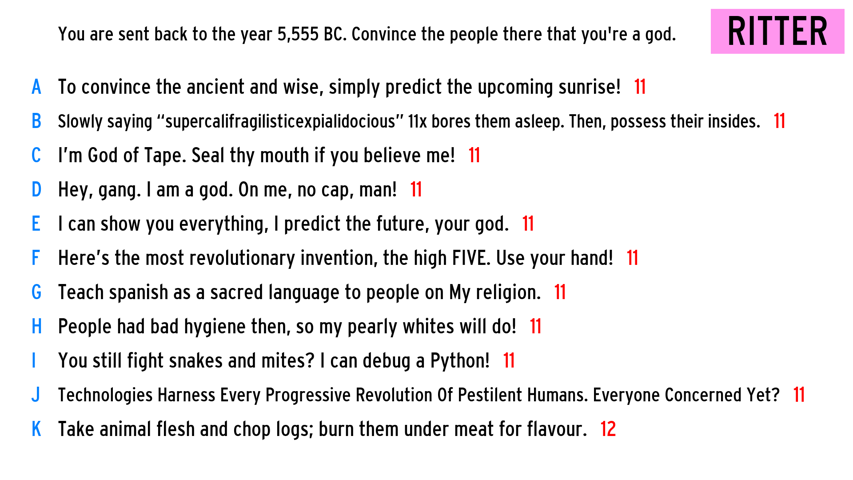 You are sent back to the year 5,555 BC. Convince the people there that you're a god.
RITTER
A To convince the ancient and wise, simply predict the upcoming sunrise! 11
B Slowly saying “supercalifragilisticexpialidocious” 11x bores them asleep. Then, possess their insides. 11
C I’m God of Tape. Seal thy mouth if you believe me! 11
D Hey, gang. I am a god. On me, no cap, man! 11
E I can show you everything, I predict the future, your god. 11
F Here’s the most revolutionary invention, the high FIVE. Use your hand! 11
G Teach spanish as a sacred language to people on My religion. 11
H People had bad hygiene then, so my pearly whites will do! 11
I You still fight snakes and mites? I can debug a Python! 11
J Technologies Harness Every Progressive Revolution Of Pestilent Humans. Everyone Concerned Yet? 11
K Take animal flesh and chop logs; burn them under meat for flavour. 12